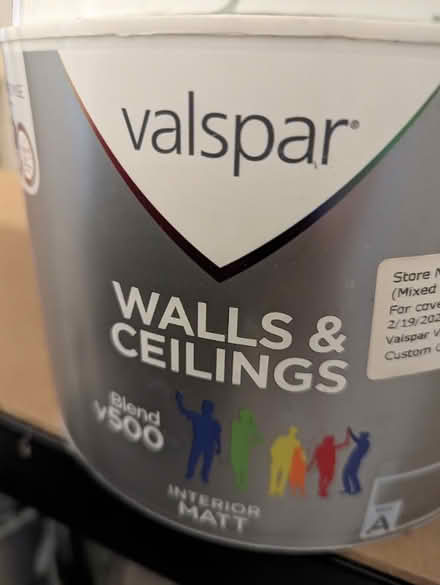 valspar®
WALLS &
CEILINGS
Blend
v500
INTERIOR
MATT
Store
(Mixed
For
2/19/202
Valspar
Custom
A